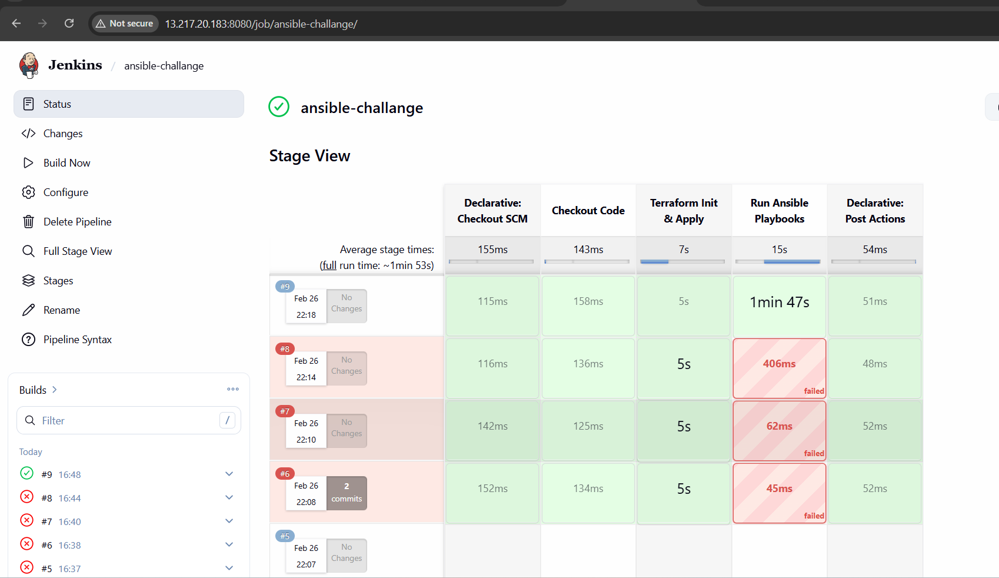 Not secure
13.217.20.183:8080/job/ansible-challange/
Jenkins / ansible-challange
Status
Changes
Build Now
Configure
Delete Pipeline
Full Stage View
Stages
Rename
Pipeline Syntax
Builds
Filter
/
Today
#9 16:48
#8 16:44
#7 16:40
#6 16:38
#5 16:37
ansible-challange
Stage View
Declarative:
Checkout SCM
Checkout Code
Terraform Init
& Apply
Run Ansible
Playbooks
Declarative:
Post Actions
Average stage times:
(full run time: ~1min 53s)
155ms
143ms
7s
15s
54ms
#9
Feb 26
22:18
No
Changes
115ms
158ms
5s
1min 47s
51ms
#8
Feb 26
22:14
No
Changes
116ms
136ms
5s
406ms
failed
48ms
#7
Feb 26
22:10
No
Changes
142ms
125ms
5s
62ms
failed
52ms
#6
Feb 26
22:08
2
commits
152ms
134ms
5s
45ms
failed
52ms
#5
Feb 26
22:07
No
Changes